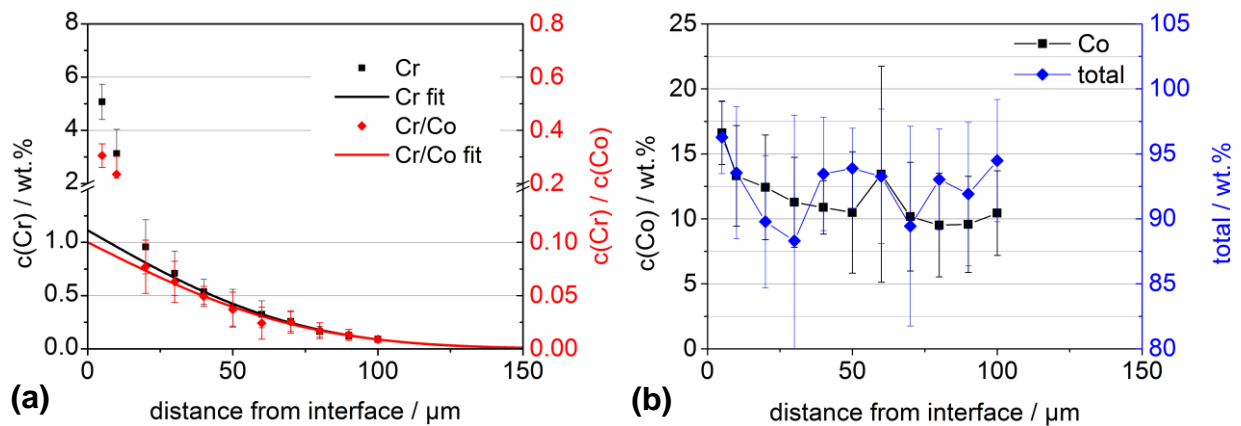 8
6
4
2
1.0
0.5
0.0
c(Cr) / wt.%
Cr
Cr fit
Cr/Co
Cr/Co fit
0.8
0.6
0.4
0.2
0.10
0.05
0.00
c(Cr) / c(Co)
0 50 100 150
distance from interface / µm
(a)
25
20
15
10
5
0
c(Co) / wt.%
Co
total
105
100
95
90
85
80
total / wt.%
0 50 100 150
distance from interface / µm
(b)